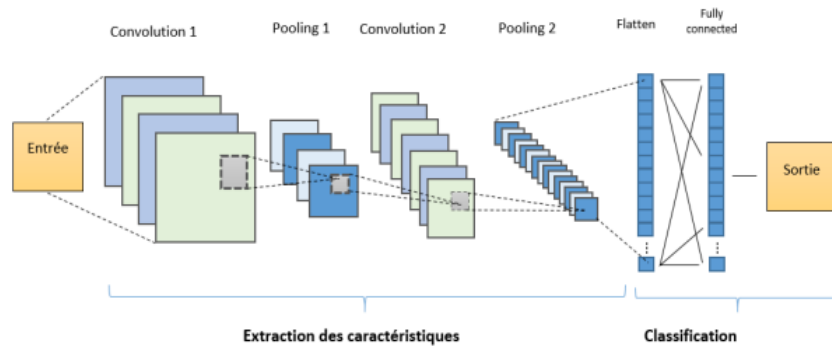 Convolution 1
Pooling 1
Convolution 2
Pooling 2
Flatten
Fully
connected
Entrée
Sortie
Extraction des caractéristiques
Classification